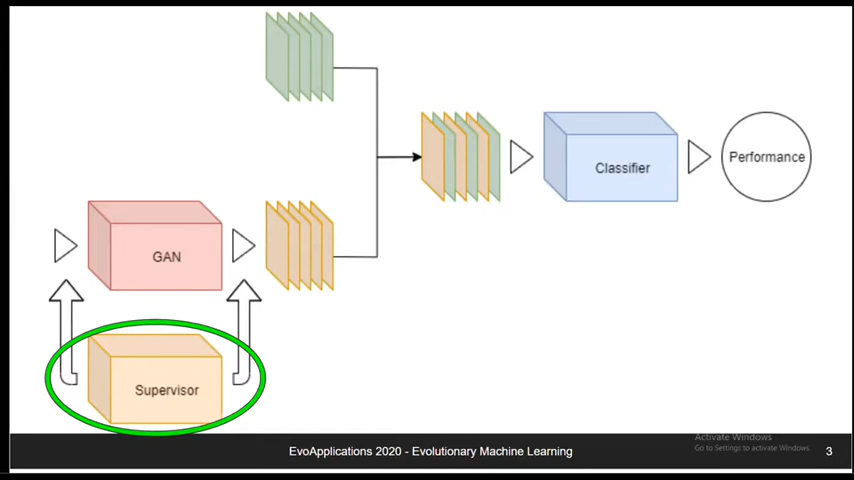 Classifier
Performance
GAN
Supervisor
Activate Windows
Go to Settings to activate Windows.
EvoApplications 2020 - Evolutionary Machine Learning
3